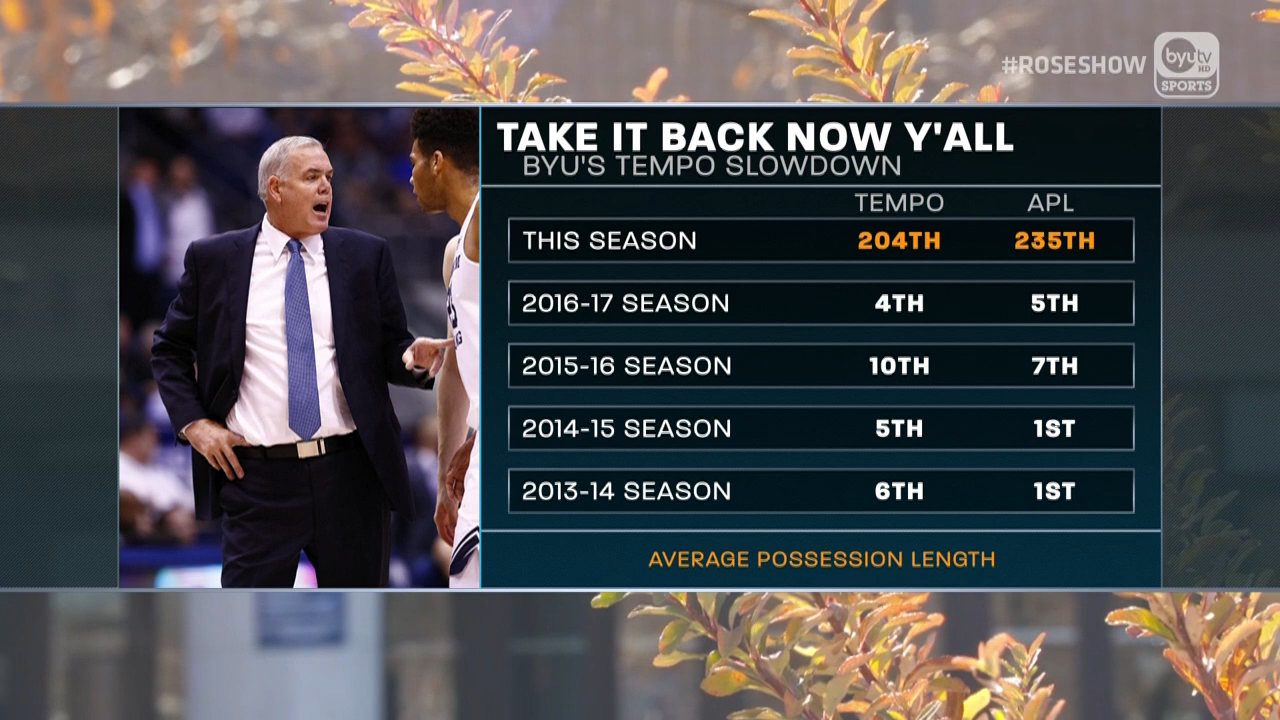 #ROSESHOW
byutv
HD
SPORTS
TAKE IT BACK NOW Y'ALL
BYU'S TEMPO SLOWDOWN
TEMPO APL
THIS SEASON 204TH 235TH
2016-17 SEASON 4TH 5TH
2015-16 SEASON 10TH 7TH
2014-15 SEASON 5TH 1ST
2013-14 SEASON 6TH 1ST
AVERAGE POSSESSION LENGTH